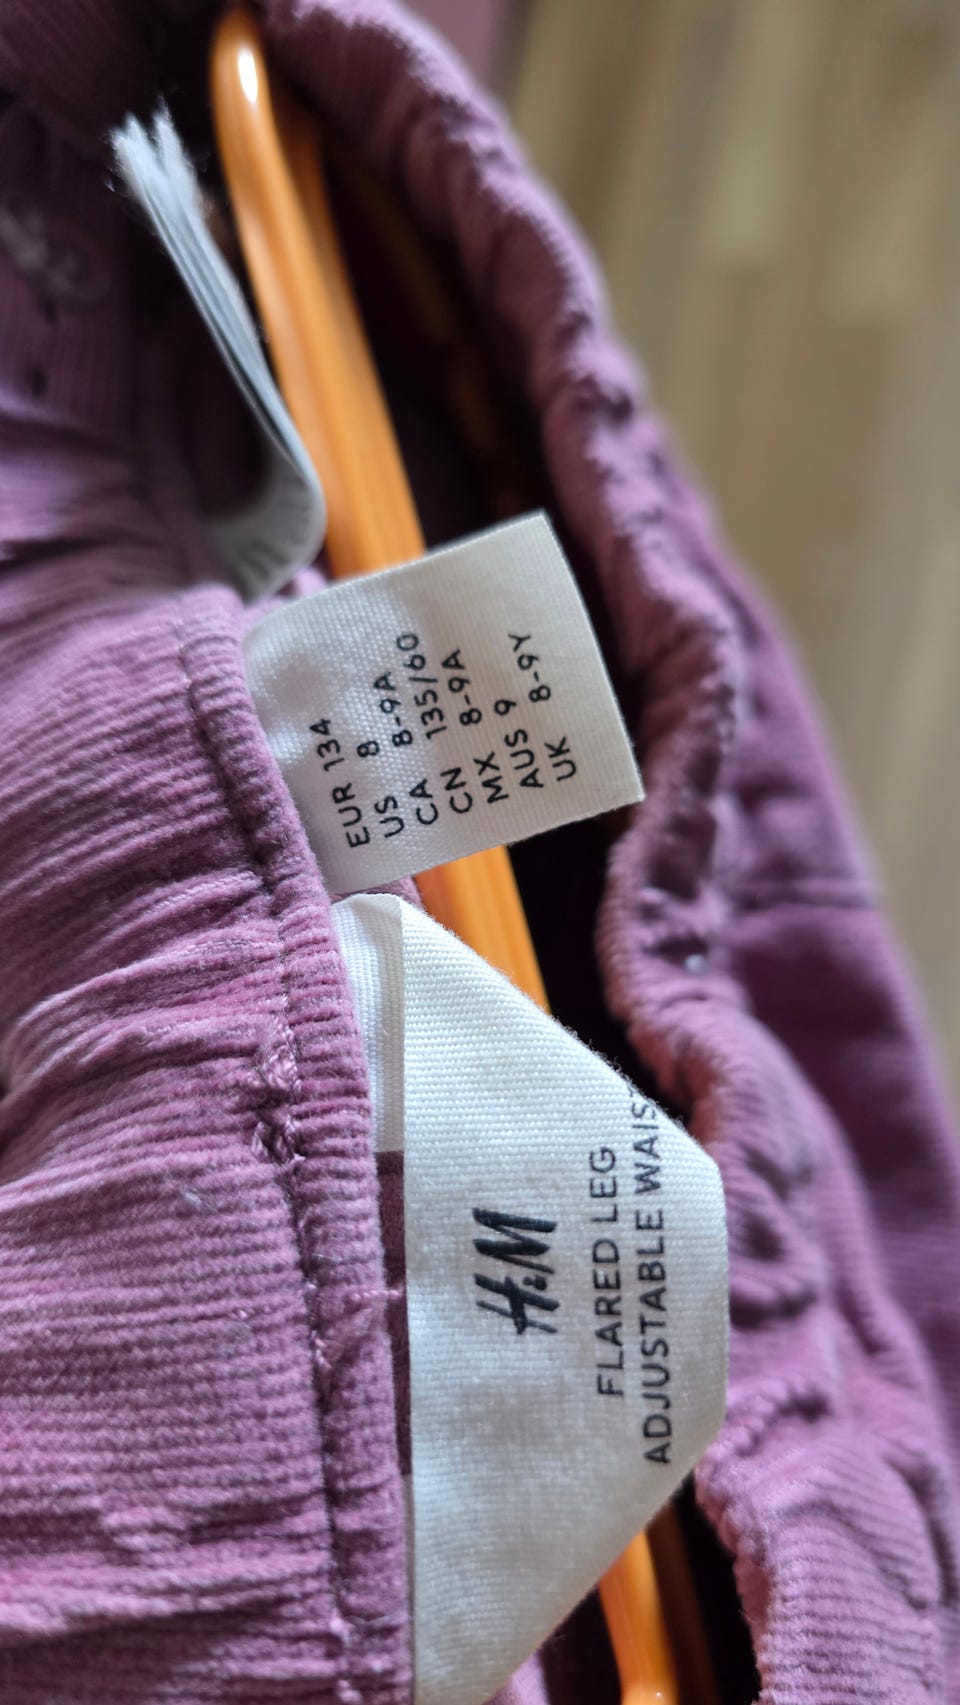 EUR 134
US 8
CA 8-9A
CN 135/60
MX 8-9A
AUS 9
UK 8-9Y
H&M
FLARED LEG
ADJUSTABLE WAIST